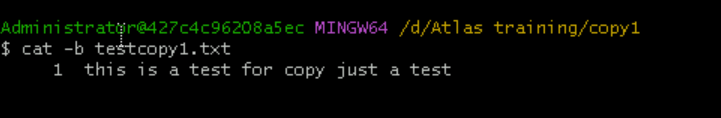 Administrator@427c4c96208a5ec MINGW64 /d/Atlas training/copy1
$ cat -b testcopy1.txt
1 this is a test for copy just a test